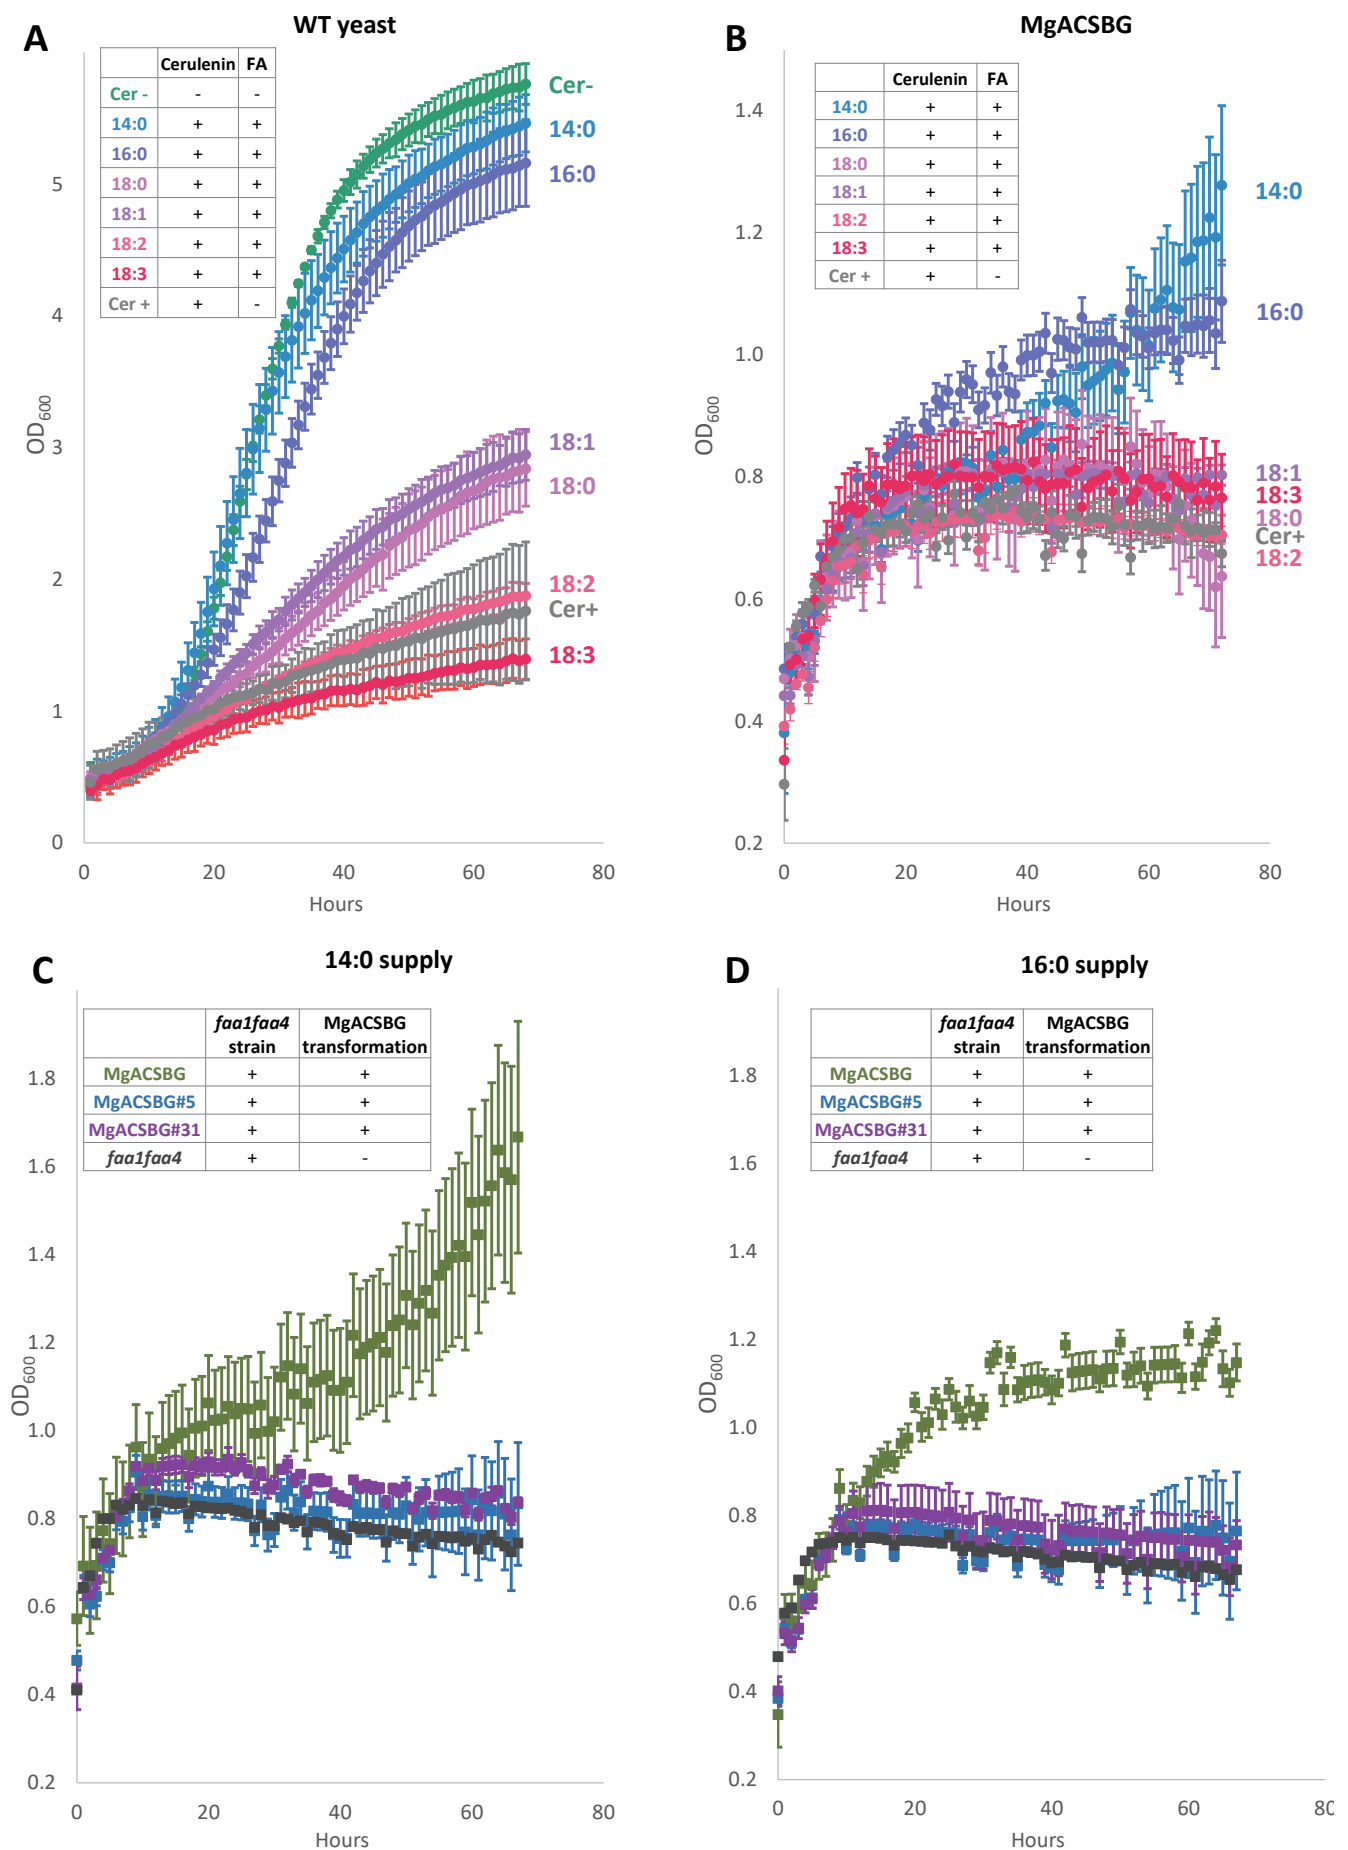 A
WT yeast
Cerulenin FA
Cer - - -
14:0 + +
16:0 + +
18:0 + +
18:1 + +
18:2 + +
18:3 + +
Cer + + -
Cer-
14:0
16:0
18:1
18:0
18:2
Cer+
18:3
OD600
5
4
3
2
1
0
0 20 40 60 80
Hours
B
MgACSBG
Cerulenin FA
14:0 + +
16:0 + +
18:0 + +
18:1 + +
18:2 + +
18:3 + +
Cer + + -
14:0
16:0
18:1
18:3
18:0
Cer+
18:2
OD600
1.4
1.2
1.0
0.8
0.6
0.4
0.2
0 20 40 60 80
Hours
C
14:0 supply
faa1faa4 MgACSBG
strain transformation
MgACSBG + +
MgACSBG#5 + +
MgACSBG#31 + +
faa1faa4 + -
OD600
1.8
1.6
1.4
1.2
1.0
0.8
0.6
0.4
0.2
0 20 40 60 80
Hours
D
16:0 supply
faa1faa4 MgACSBG
strain transformation
MgACSBG + +
MgACSBG#5 + +
MgACSBG#31 + +
faa1faa4 + -
OD600
1.8
1.6
1.4
1.2
1.0
0.8
0.6
0.4
0.2
0 20 40 60 80
Hours